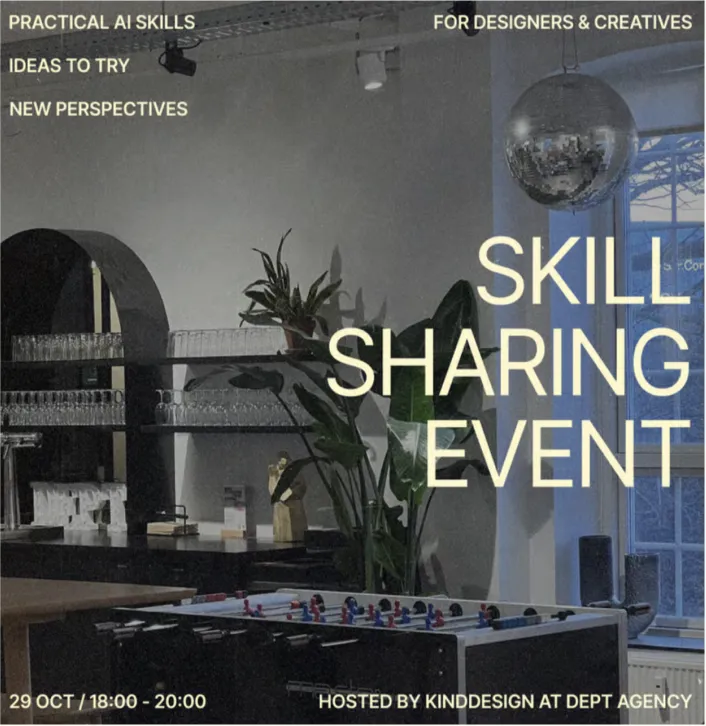 PRACTICAL AI SKILLS
FOR DESIGNERS & CREATIVES
IDEAS TO TRY
NEW PERSPECTIVES
SKILL
SHARING
EVENT
29 OCT / 18:00 - 20:00
HOSTED BY KINDDESIGN AT DEPT AGENCY